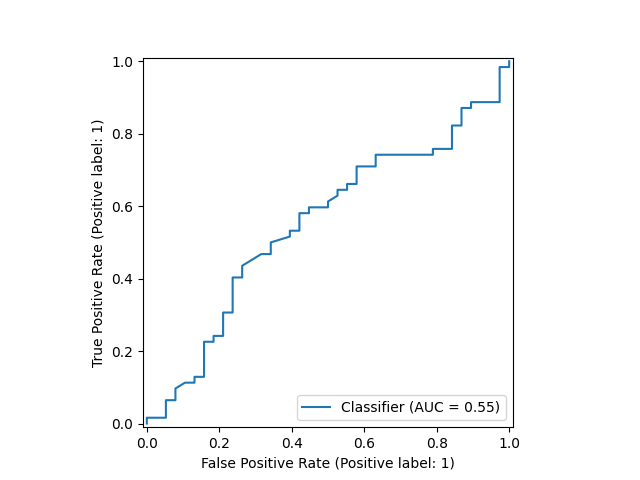 1.0
0.8
0.6
0.4
0.2
0.0
True Positive Rate (Positive label: 1)
Classifier (AUC = 0.55)
0.0 0.2 0.4 0.6 0.8 1.0
False Positive Rate (Positive label: 1)